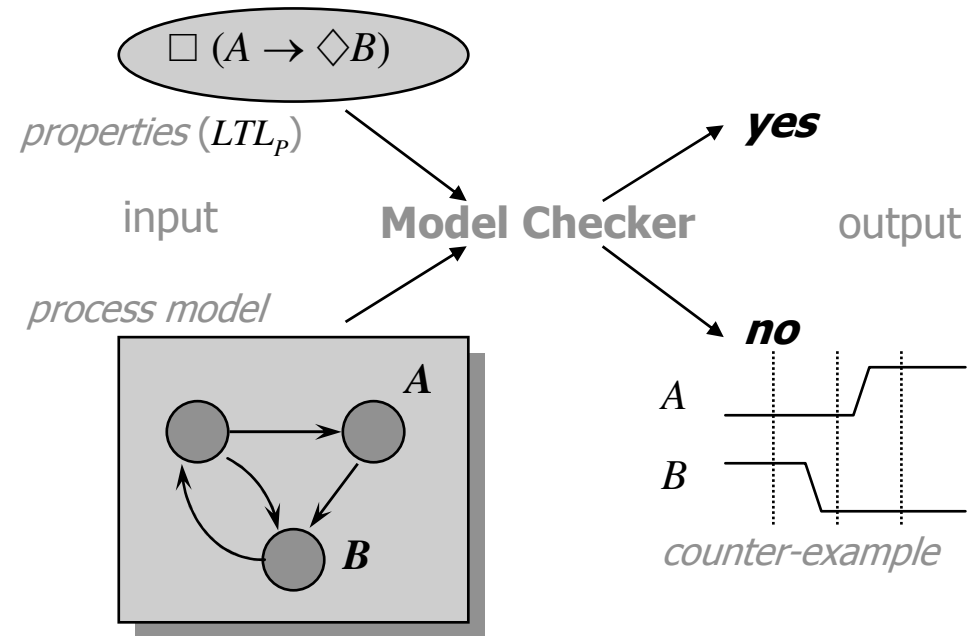 □ (A → ◇B)
properties (LTL_P)
yes
input
Model Checker
output
process model
no
A
A
B
B
counter-example